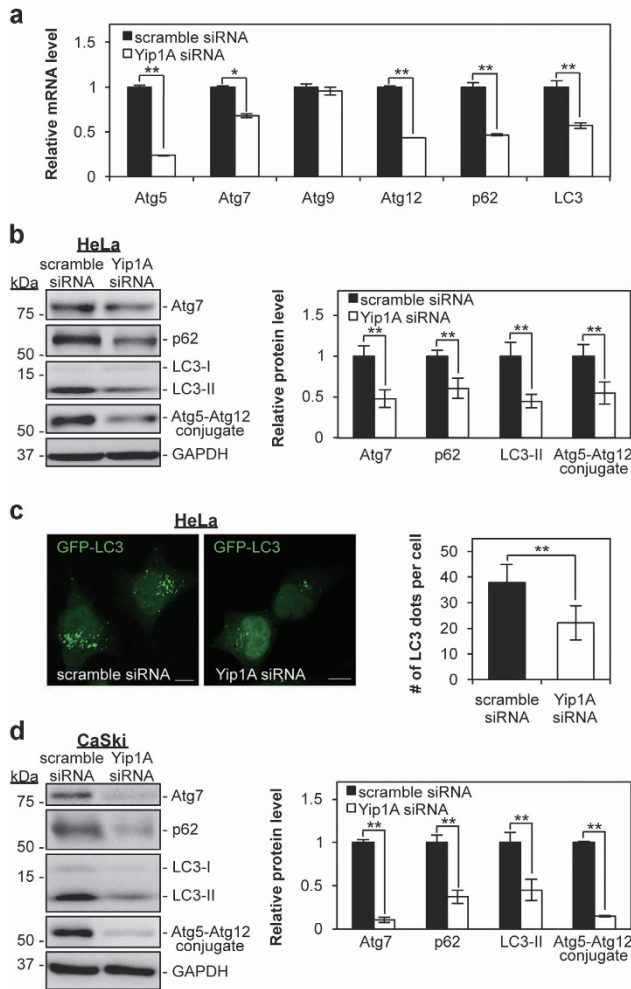 a
scramble siRNA
Yip1A siRNA
Relative mRNA level
1.5
1
0.5
0
** * ** ** **
Atg5 Atg7 Atg9 Atg12 p62 LC3
b
HeLa
scramble siRNA
Yip1A siRNA
kDa
75
50
15
50
37
Atg7
p62
LC3-I
LC3-II
Atg5-Atg12
conjugate
GAPDH
scramble siRNA
Yip1A siRNA
Relative protein level
1.5
1
0.5
0
** ** ** **
Atg7 p62 LC3-II Atg5-Atg12
conjugate
c
HeLa
GFP-LC3
scramble siRNA
GFP-LC3
Yip1A siRNA
# of LC3 dots per cell
50
40
30
20
10
0
**
scramble
siRNA
Yip1A
siRNA
d
CaSki
scramble siRNA
Yip1A siRNA
kDa
75
50
15
50
37
Atg7
p62
LC3-I
LC3-II
Atg5-Atg12
conjugate
GAPDH
scramble siRNA
Yip1A siRNA
Relative protein level
1.5
1
0.5
0
** ** ** **
Atg7 p62 LC3-II Atg5-Atg12
conjugate